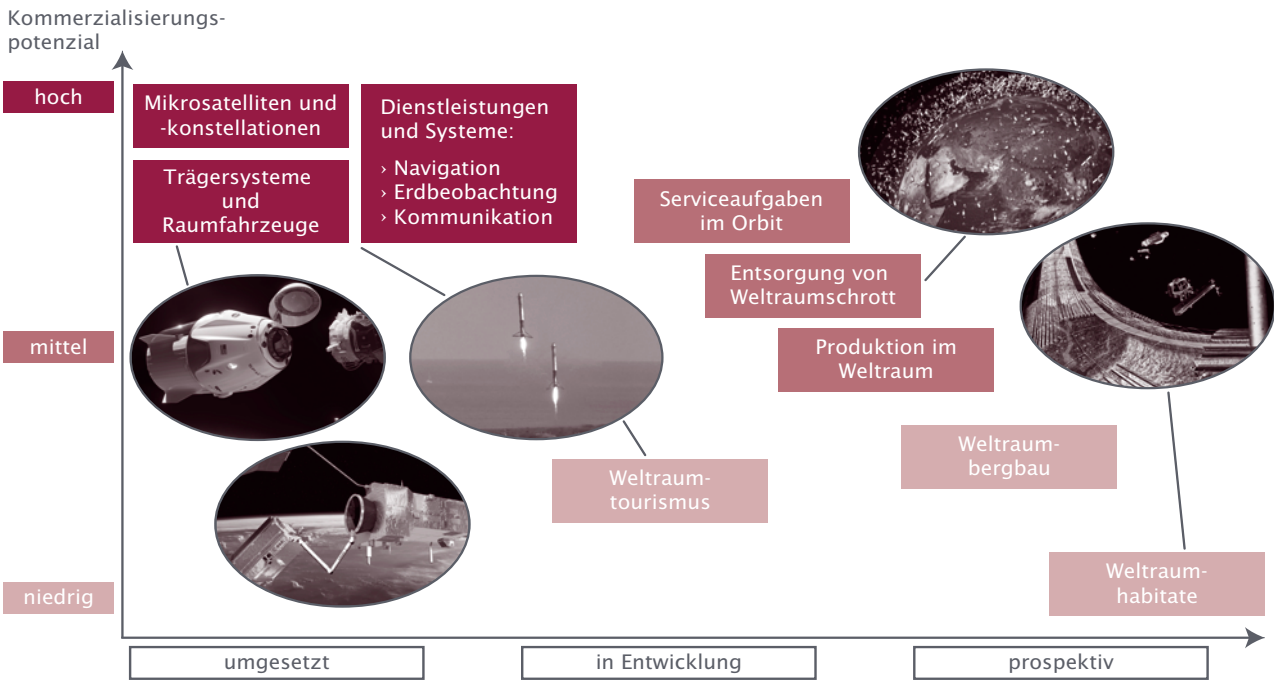 Kommerzialisierungs-
potenzial
hoch
Mikrosatelliten und
-konstellationen
Trägersysteme
und
Raumfahrzeuge
Dienstleistungen
und Systeme:
› Navigation
› Erdbeobachtung
› Kommunikation
Serviceaufgaben
im Orbit
Entsorgung von
Weltraumschrott
mittel
Produktion im
Weltraum
Weltraum-
tourismus
Weltraum-
bergbau
niedrig
Weltraum-
habitate
umgesetzt
in Entwicklung
prospektiv